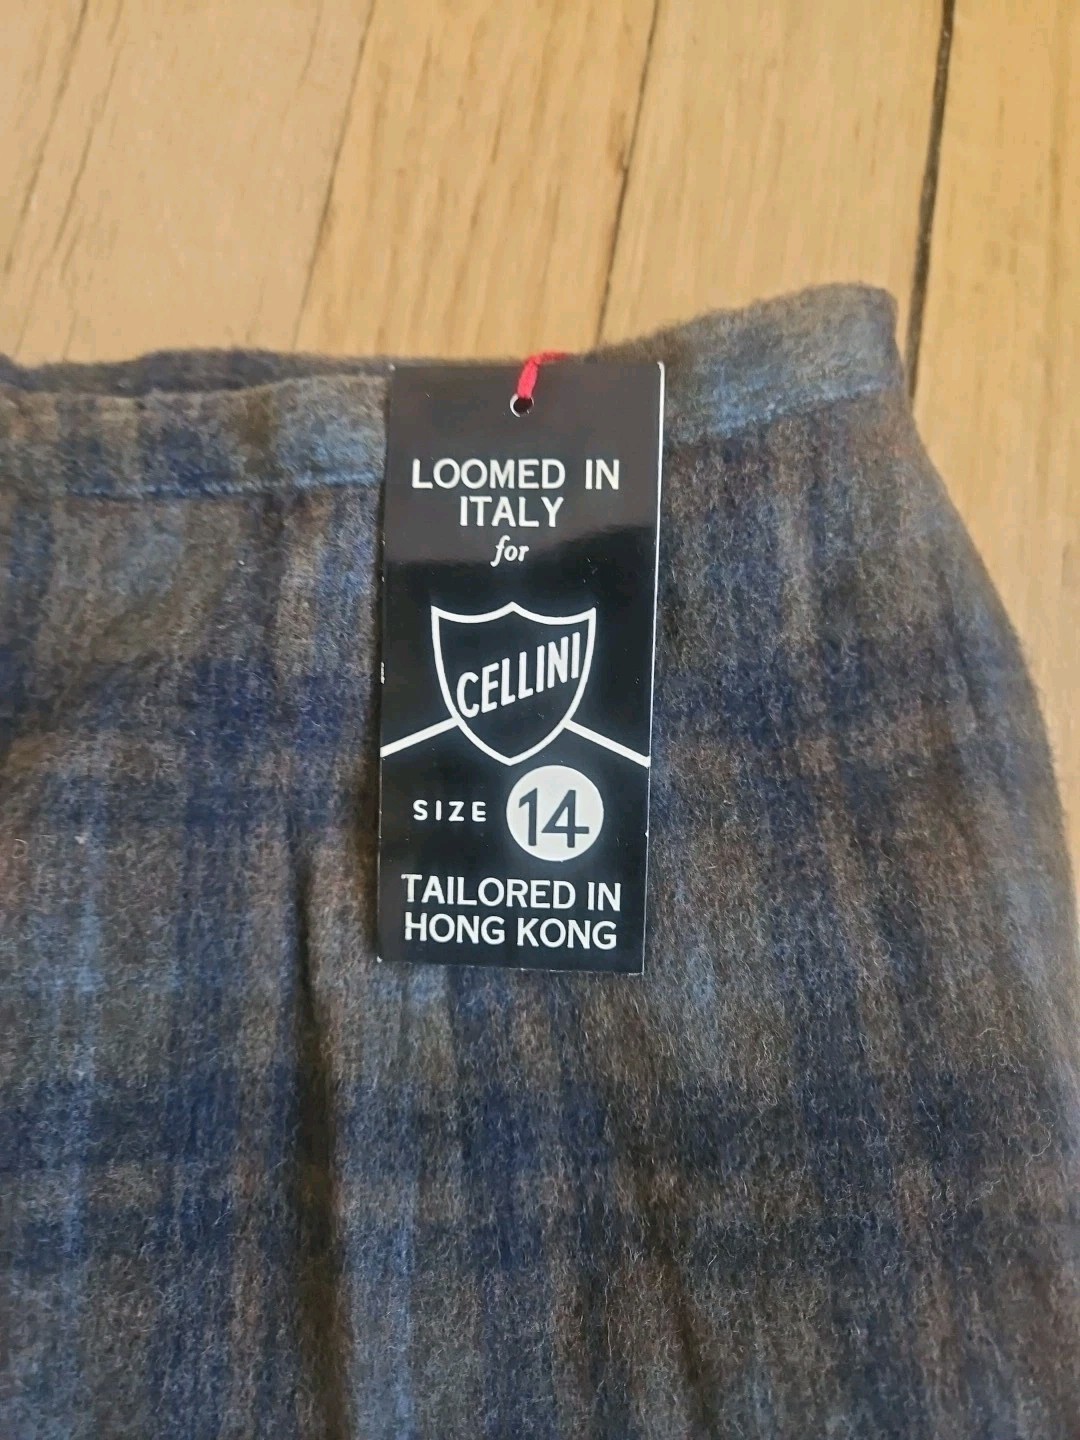 LOOMED IN
ITALY
for
CELLINI
SIZE 14
TAILORED IN
HONG KONG